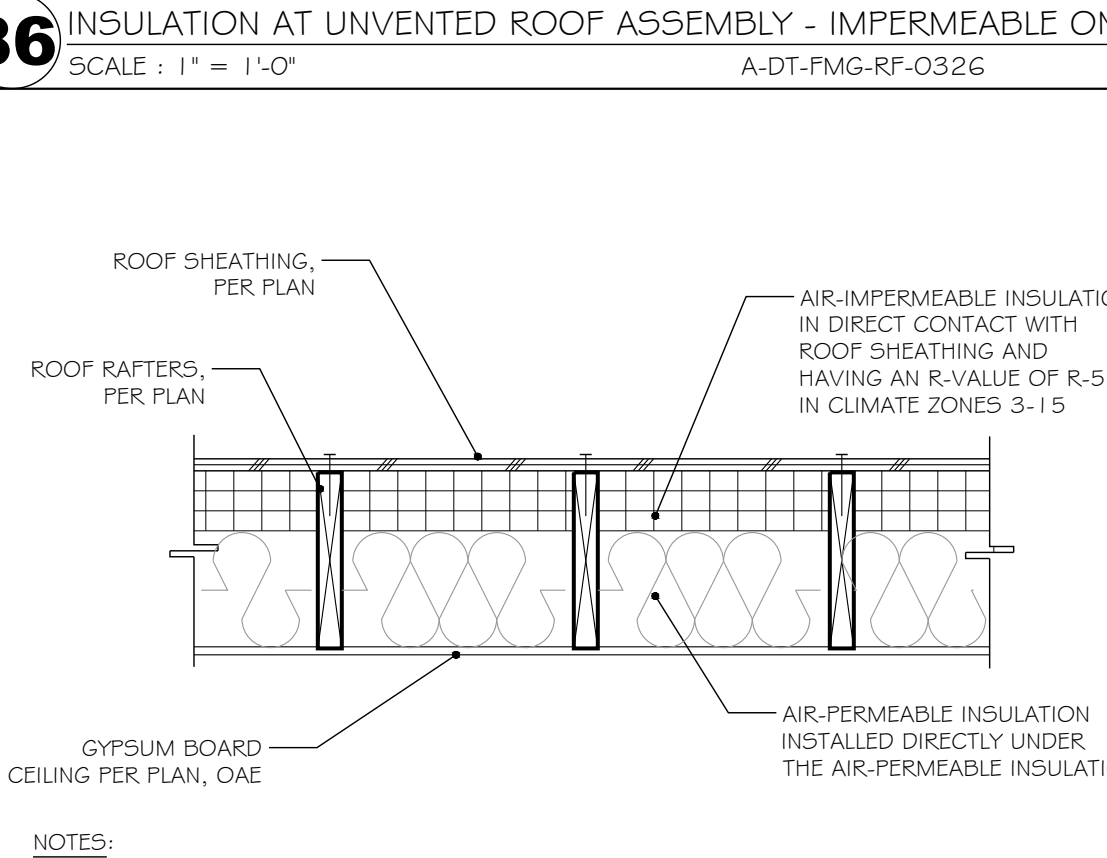 36
INSULATION AT UNVENTED ROOF ASSEMBLY - IMPERMEABLE
SCALE : 1" = 1'-0"
A-DT-FMG-RF-0326
ROOF SHEATHING,
PER PLAN
AIR-IMPERMEABLE
IN DIRECT CONTACT WITH
ROOF SHEATHING AND
HAVING AN R-VALUE OF R-5
IN CLIMATE ZONES 3-15
ROOF RAFTERS,
PER PLAN
AIR-PERMEABLE INSULATION
INSTALLED DIRECTLY UNDER
THE AIR-PERMEABLE
GYPSUM BOARD
CEILING PER PLAN, OAE
NOTES: